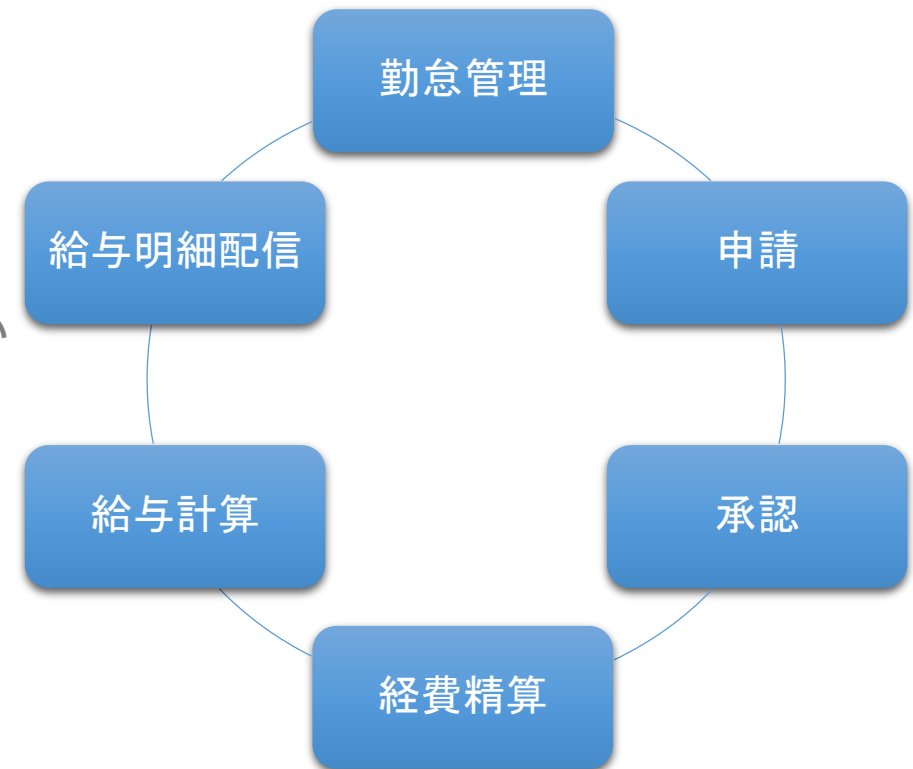 勤怠管理
申請
承認
経費精算
給与計算
給与明細配信